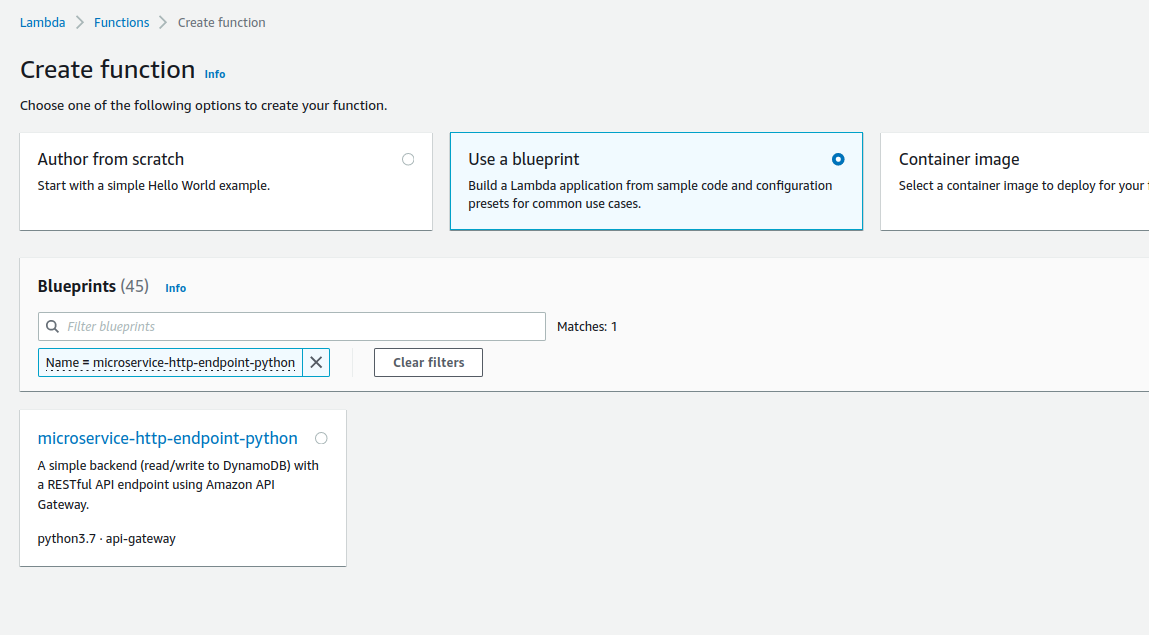 Lambda > Functions > Create function
Create function Info
Choose one of the following options to create your function.
Author from scratch
Start with a simple Hello World example.
Use a blueprint
Build a Lambda application from sample code and configuration
presets for common use cases.
Container image
Select a container image to deploy for your
Blueprints (45) Info
Filter blueprints
Matches: 1
Name = microservice-http-endpoint-python
Clear filters
microservice-http-endpoint-python
A simple backend (read/write to DynamoDB) with
a RESTful API endpoint using Amazon API
Gateway.
python3.7 · api-gateway